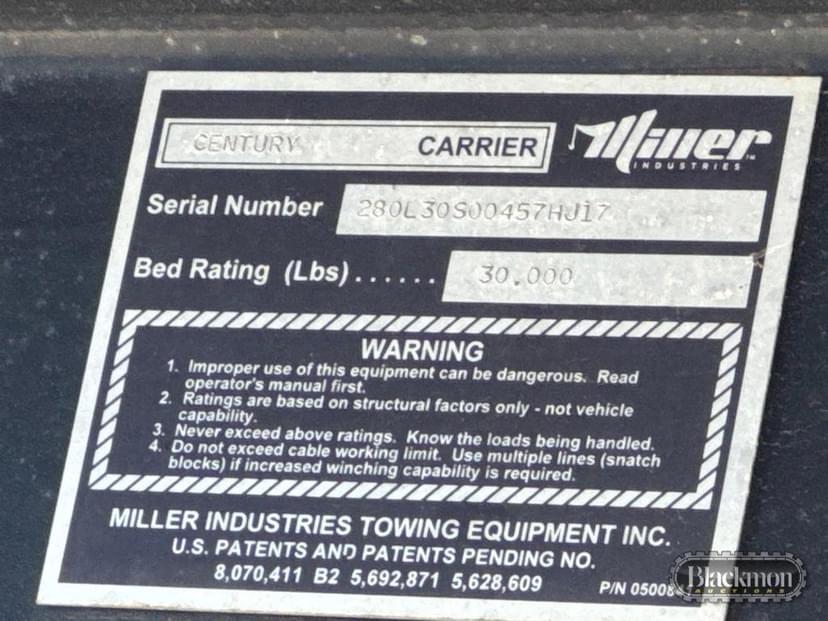 CENTURY CARRIER Miller
INDUSTRIES
Serial Number 280L30S00457HJ17
Bed Rating (Lbs)...... 30,000
WARNING
1. Improper use of this equipment can be dangerous. Read
operator's manual first.
2. Ratings are based on structural factors only - not vehicle
capability.
3. Never exceed above ratings. Know the loads being handled.
4. Do not exceed cable working limit. Use multiple lines (snatch
blocks) if increased winching capability is required.
MILLER INDUSTRIES TOWING EQUIPMENT INC.
U.S. PATENTS AND PATENTS PENDING NO.
8,070,411 B2 5,692,871 5,628,609
P/N
Blackmon
AUCTIONS